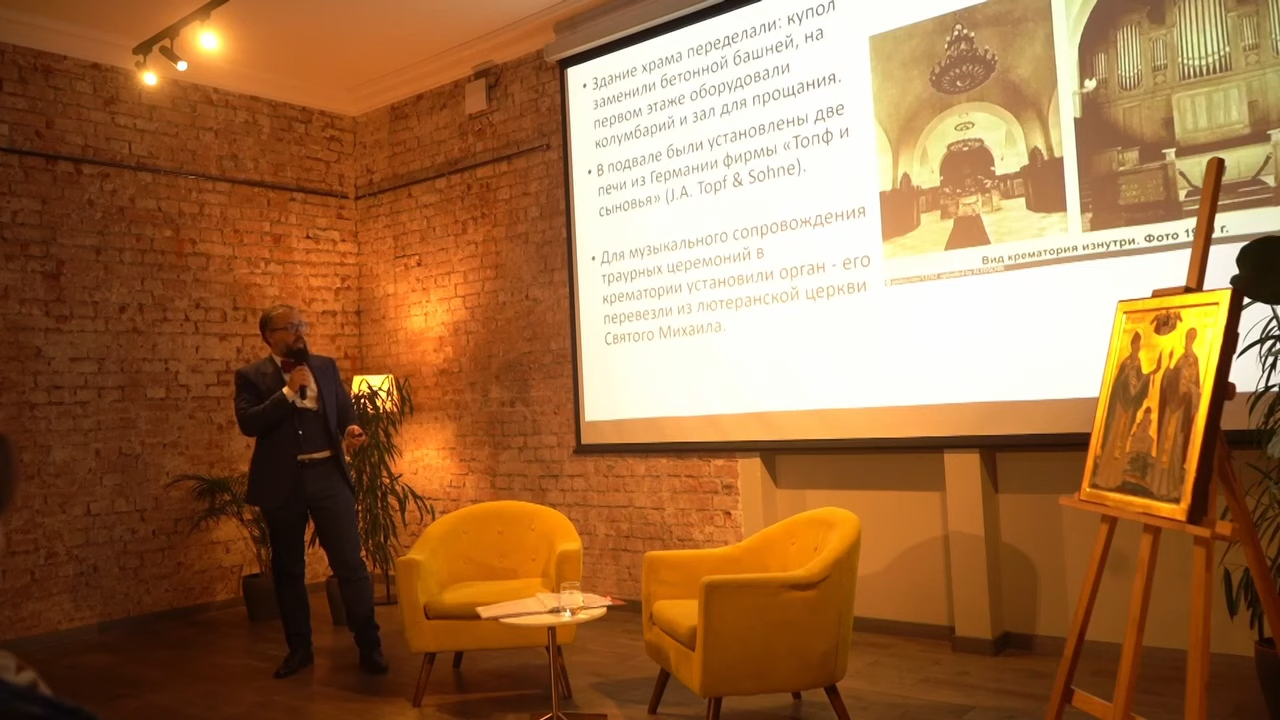 • Здание храма переделали: купол
заменили бетонной башней, на
первом этаже оборудовали
колумбарий и зал для прощания.
• В подвале были установлены две
печи из Германии фирмы «Топф и
сыновья» (J.A. Topf & Sohne).
• Для музыкального сопровождения
траурных церемоний в
крематории установили орган - его
перевезли из лютеранской церкви
Святого Михаила.
Вид крематория изнутри. Фото г.